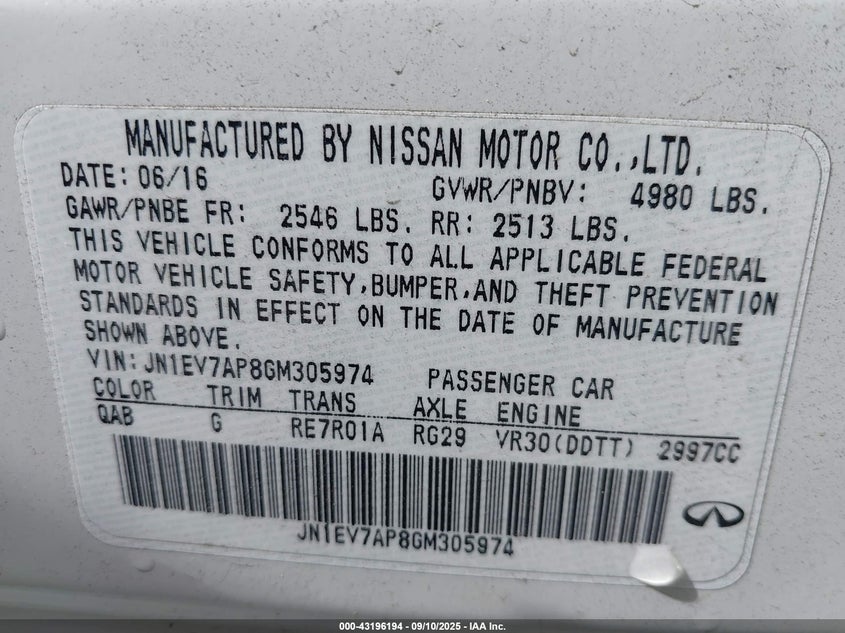 MANUFACTURED BY NISSAN MOTOR CO.,LTD.
DATE: 06/16 GVWR/PNBV: 4980 LBS.
GAWR/PNBE FR: 2546 LBS. RR: 2513 LBS.
THIS VEHICLE CONFORMS TO ALL APPLICABLE FEDERAL
MOTOR VEHICLE SAFETY,BUMPER,AND THEFT PREVENTION
STANDARDS IN EFFECT ON THE DATE OF MANUFACTURE
SHOWN ABOVE.
VIN:JN1EV7AP8GM305974 PASSENGER CAR
COLOR TRIM TRANS AXLE ENGINE
QAB G RE7R01A RG29 VR30(DDTT) 2997CC
JN1EV7AP8GM305974
000-43196194 - 09/10/2025 - IAA Inc.